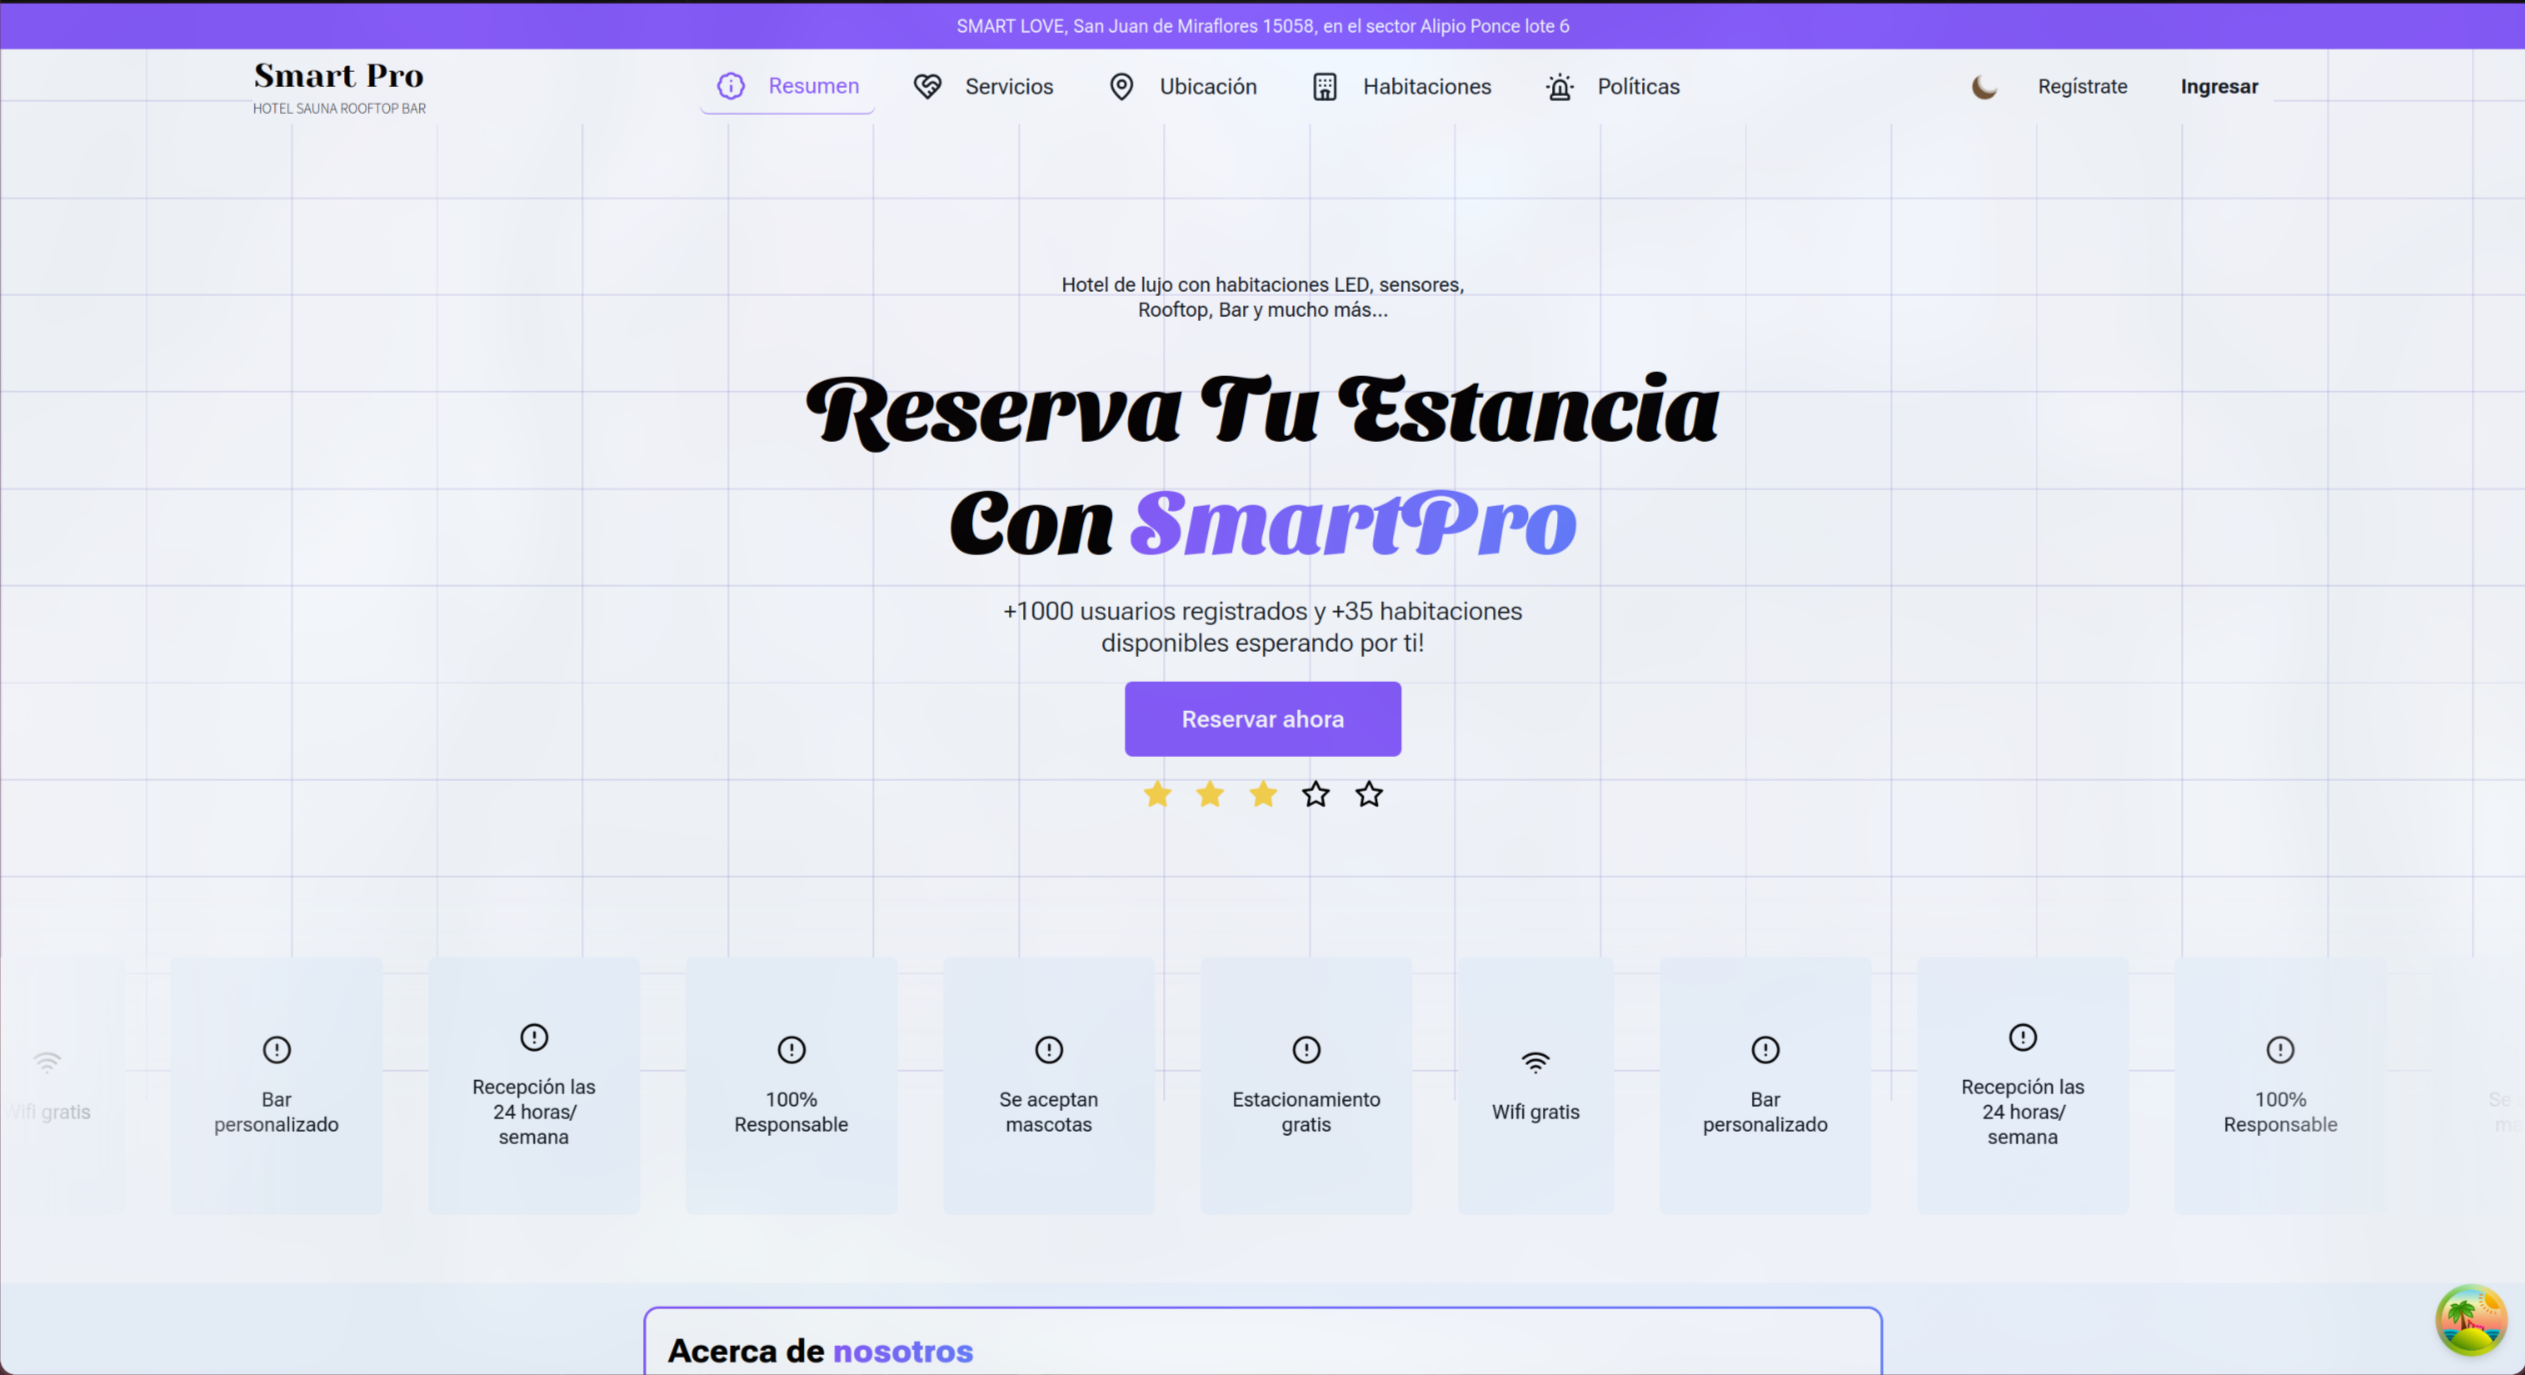 SMART LOVE, San Juan de Miraflores 15058, en el sector Alipio Ponce lote 6
Smart Pro
HOTEL SAUNA ROOFTOP BAR
Resumen
Servicios
Ubicación
Habitaciones
Políticas
Regístrate
Ingresar
Hotel de lujo con habitaciones LED, sensores,
Rooftop, Bar y mucho más...
Reserva Tu Estancia
Con SmartPro
+1000 usuarios registrados y +35 habitaciones
disponibles esperando por ti!
Reservar ahora
Wifi gratis
Bar
personalizado
Recepción las
24 horas/
semana
100%
Responsable
Se aceptan
mascotas
Estacionamiento
gratis
Wifi gratis
Bar
personalizado
Recepción las
24 horas/
semana
100%
Responsable
Se
Acerca de nosotros